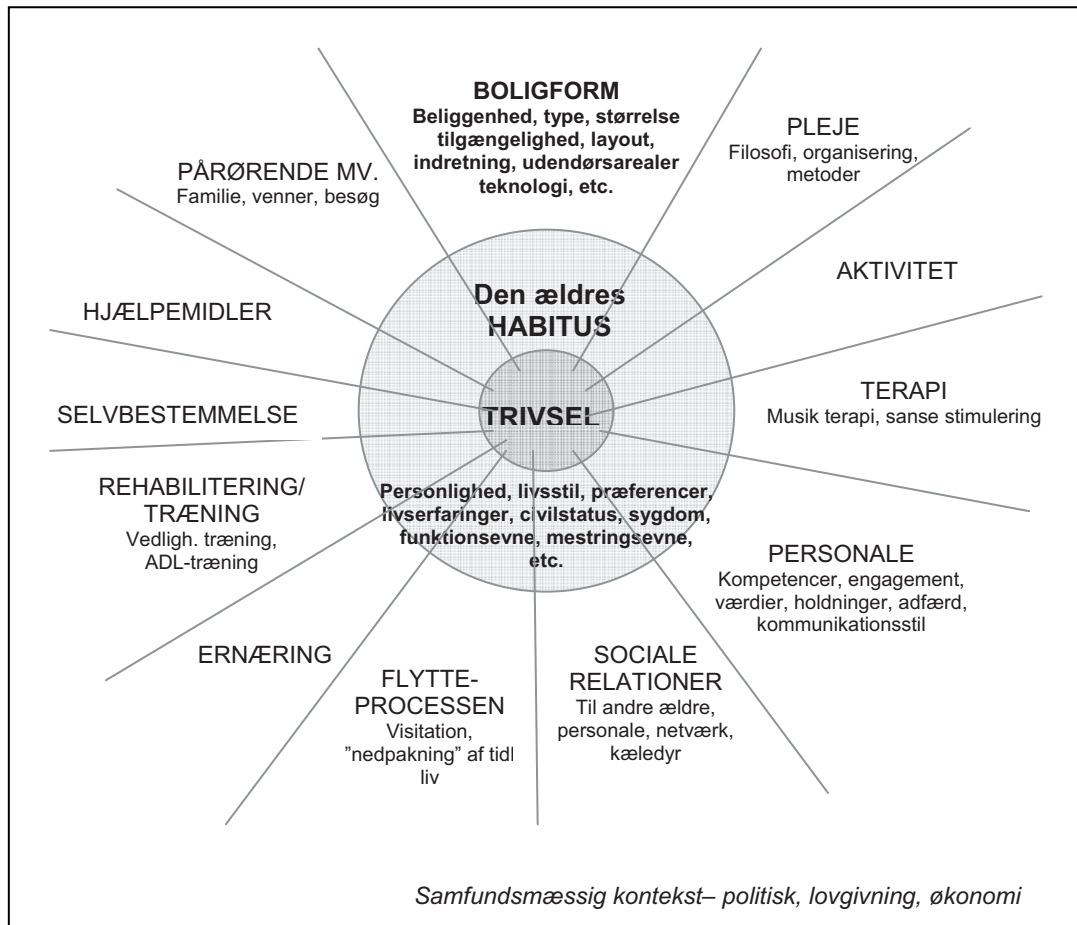 BOLIGFORM
Beliggenhed, type, størrelse
tilgængelighed, layout,
indretning, udendørsarealer
teknologi, etc.
PLEJE
Filosofi, organisering,
metoder
PÅRØRENDE MV.
Familie, venner, besøg
AKTIVITET
HJÆLPEMIDLER
Den ældres
HABITUS
TRIVSEL
Personlighed, livsstil, præferencer,
livserfaringer, civilstatus, sygdom,
funktionsevne, mestringsevne,
etc.
TERAPI
Musik terapi, sanse stimulering
SELVBESTEMMELSE
REHABILITERING/
TRÆNING
Vedligh. træning,
ADL-træning
PERSONALE
Kompetencer, engagement,
værdier, holdninger, adfærd,
kommunikationsstil
ERNÆRING
FLYTTE-
PROCESSEN
Visitation,
”nedpakning” af tidl
liv
SOCIALE
RELATIONER
Til andre ældre,
personale, netværk,
kæledyr
Samfundsmæssig kontekst– politisk, lovgivning, økonomi